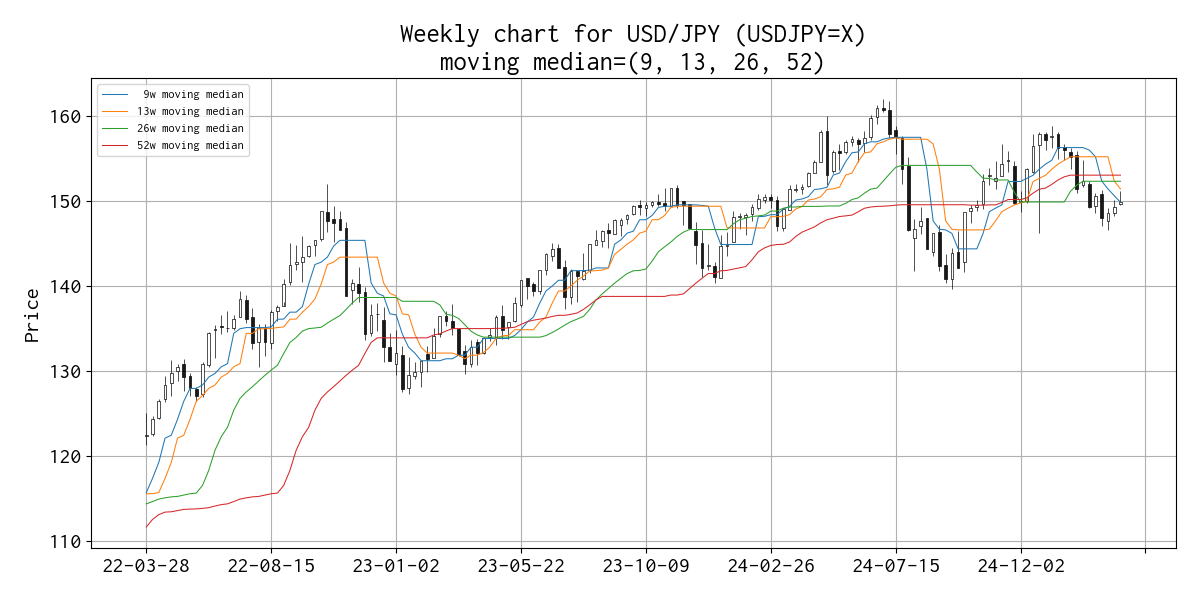 Weekly chart for USD/JPY (USDJPY=X)
moving median=(9, 13, 26, 52)
9w moving median
13w moving median
26w moving median
52w moving median
Price
160
150
140
130
120
110
22-03-28
22-08-15
23-01-02
23-05-22
23-10-09
24-02-26
24-07-15
24-12-02